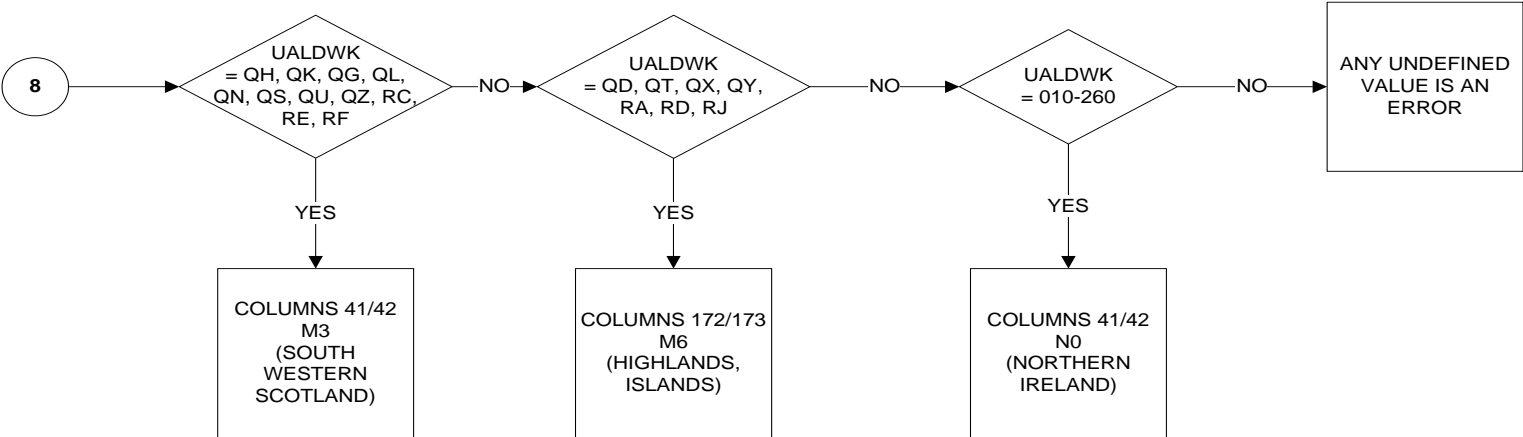 8
UALDWK
= QH, QK, QG, QL,
QN, QS, QU, QZ, RC,
RE, RF
NO
UALDWK
= QD, QT, QX, QY,
RA, RD, RJ
NO
UALDWK
= 010-260
NO
ANY UNDEFINED
VALUE IS AN
ERROR
YES
YES
YES
COLUMNS 41/42
M3
(SOUTH
WESTERN
SCOTLAND)
COLUMNS 172/173
M6
(HIGHLANDS,
ISLANDS)
COLUMNS 41/42
N0
(NORTHERN
IRELAND)